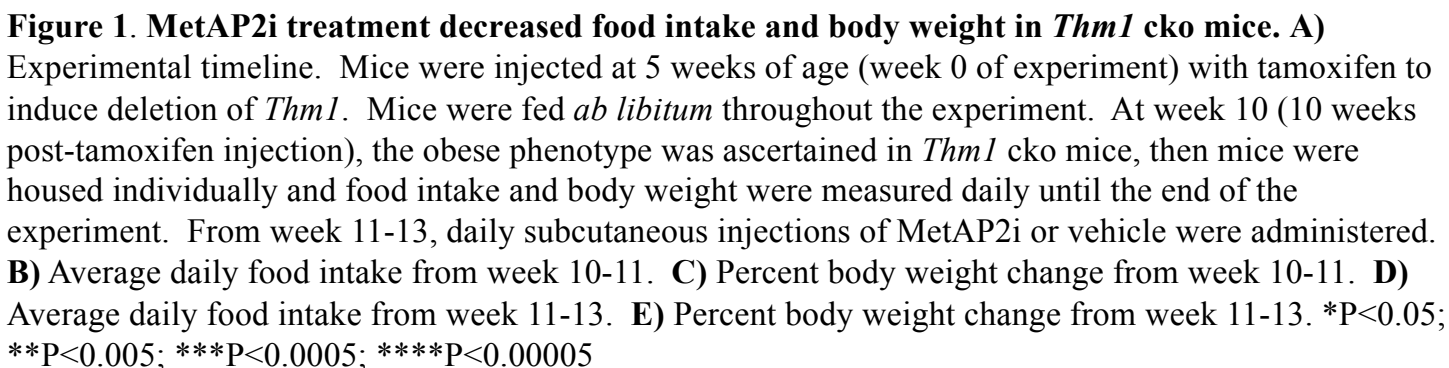 Figure 1. MetAP2i treatment decreased food intake and body weight in Thm1 cko mice. A)
Experimental timeline.  Mice were injected at 5 weeks of age (week 0 of experiment) with tamoxifen to
induce deletion of Thm1.  Mice were fed ab libitum throughout the experiment.  At week 10 (10 weeks
post-tamoxifen injection), the obese phenotype was ascertained in Thm1 cko mice, then mice were
housed individually and food intake and body weight were measured daily until the end of the
experiment.  From week 11-13, daily subcutaneous injections of MetAP2i or vehicle were administered.
B) Average daily food intake from week 10-11.  C) Percent body weight change from week 10-11.  D)
Average daily food intake from week 11-13.  E) Percent body weight change from week 11-13. *P<0.05;
**P<0.005; ***P<0.0005; ****P<0.00005